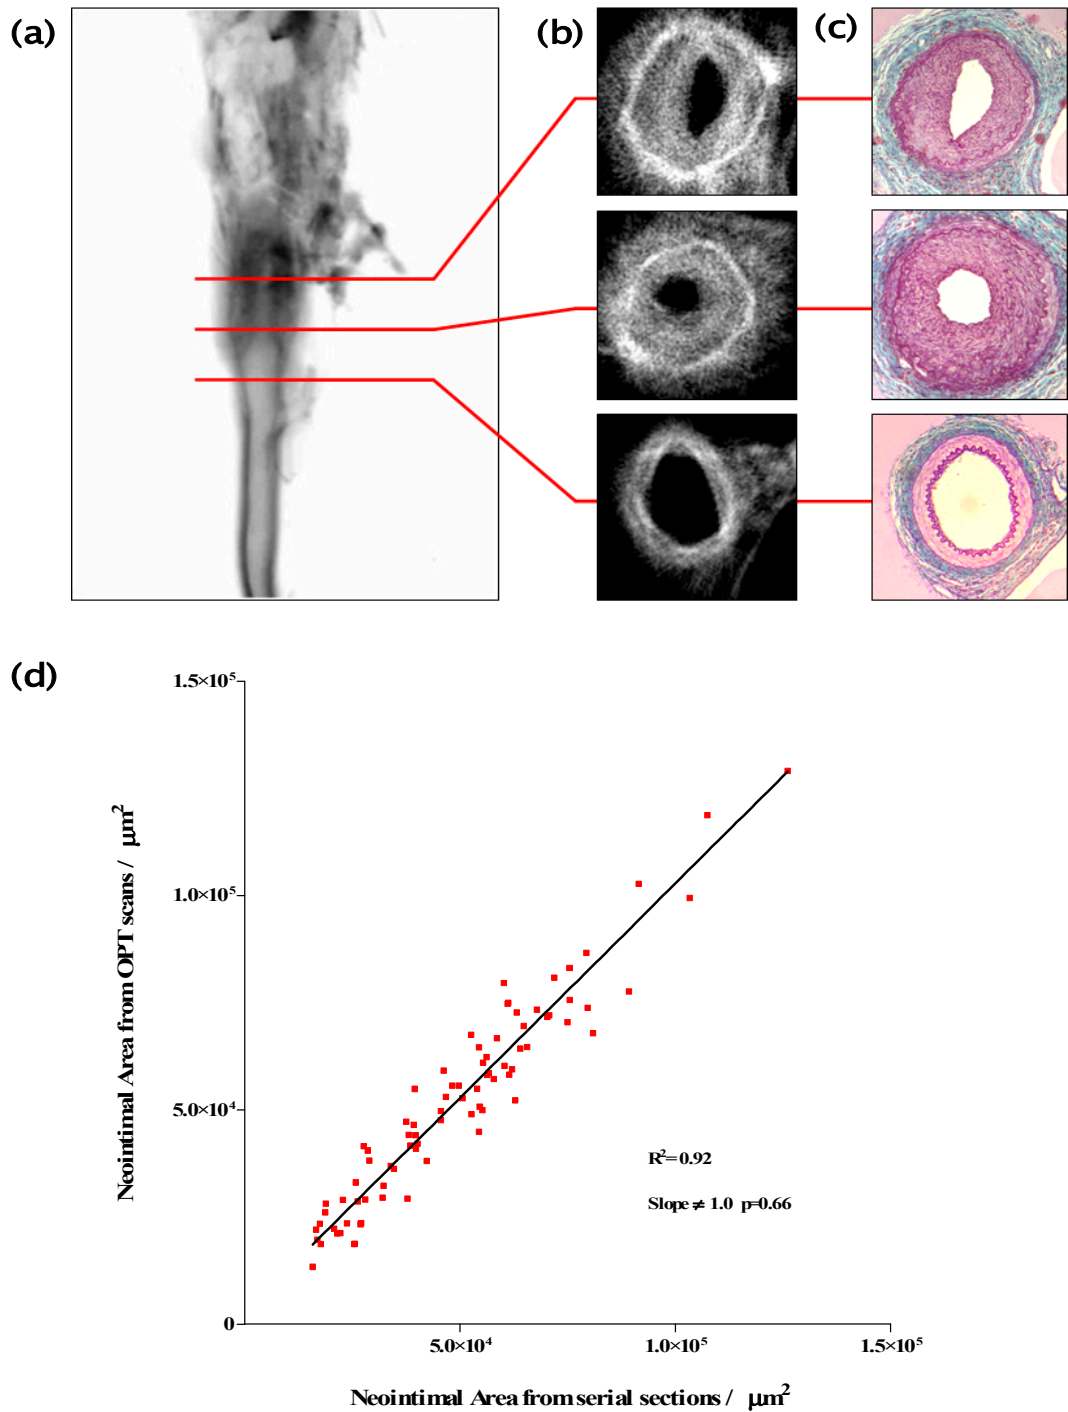 (a)
(b)
(c)
(d)
1.5×10⁵
1.0×10⁵
5.0×10⁴
0
Neointimal Area from OPT scans / μm²
R²=0.92
Slope ≠ 1.0 p=0.66
5.0×10⁴
1.0×10⁵
1.5×10⁵
Neointimal Area from serial sections / μm²